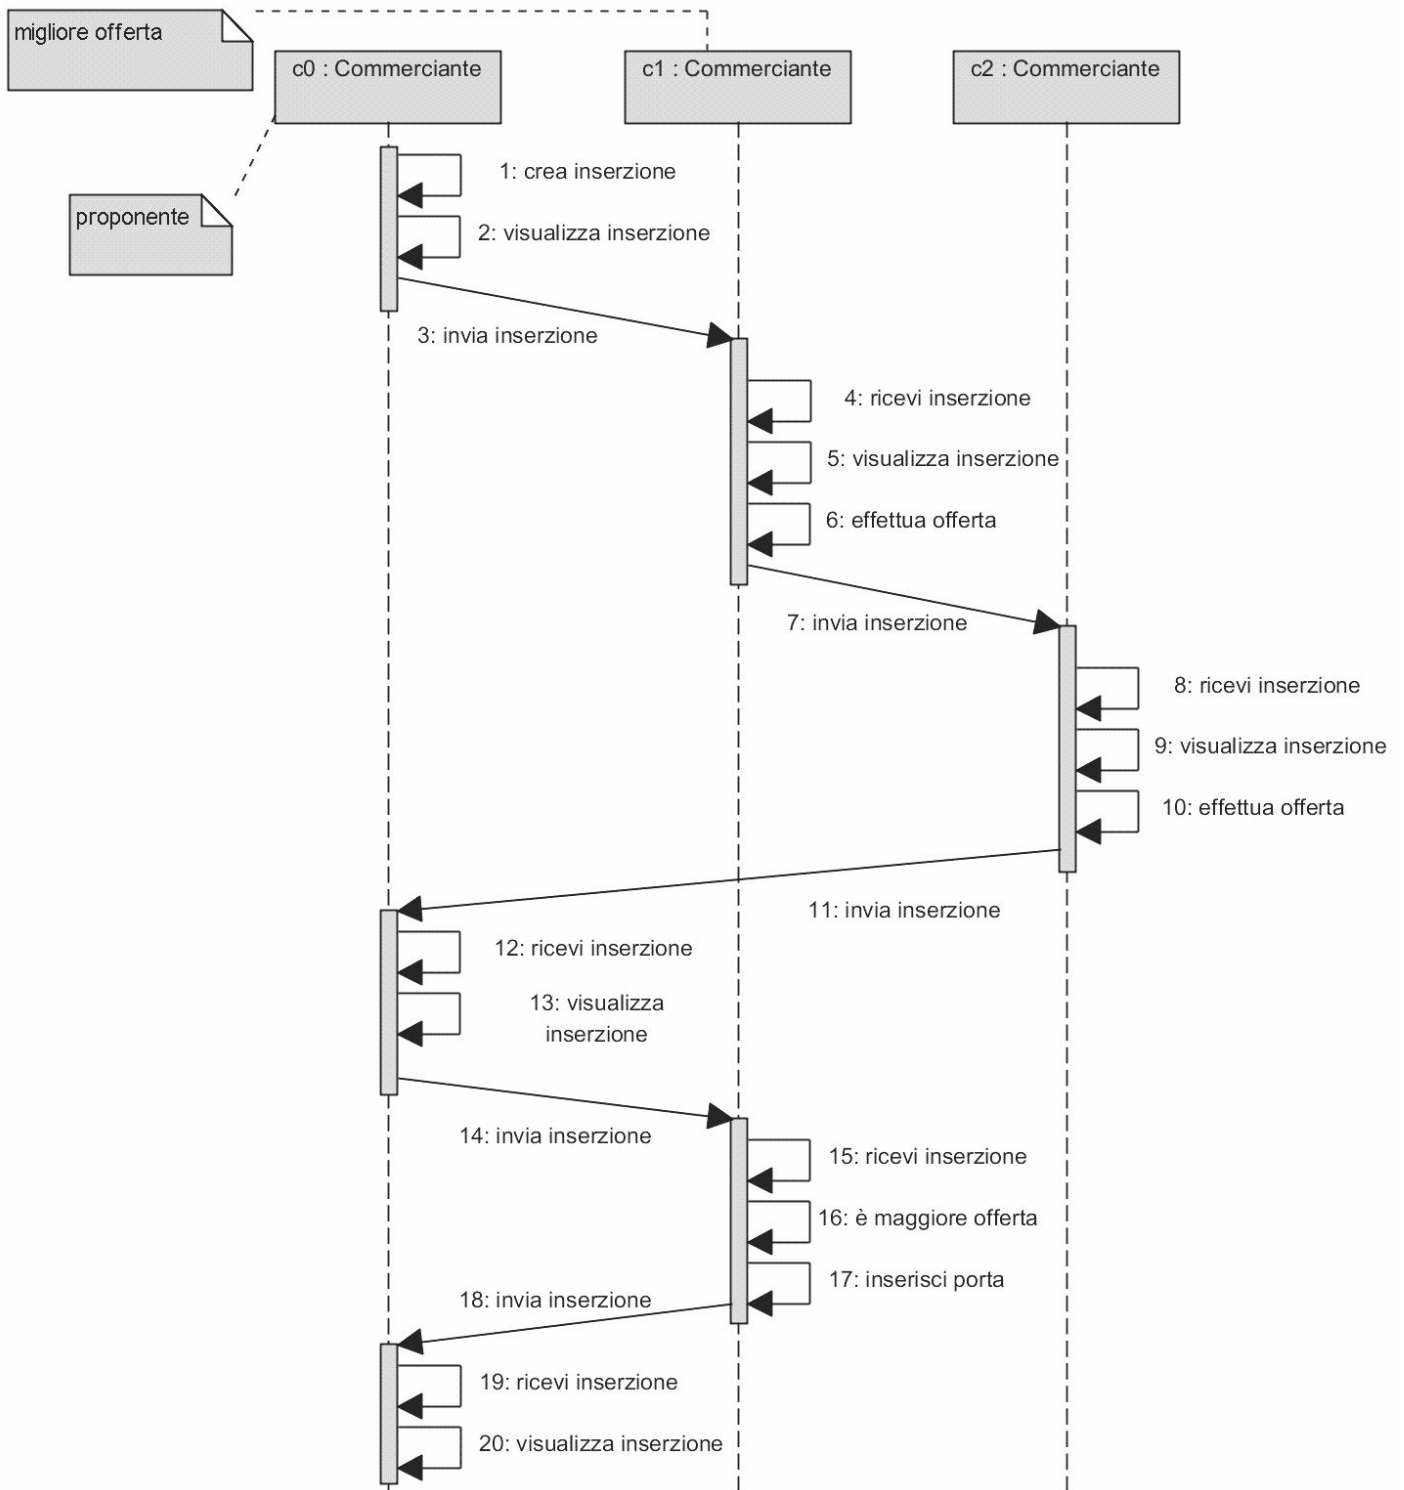 migliore offerta
c0 : Commerciante
c1 : Commerciante
c2 : Commerciante
proponente
1: crea inserzione
2: visualizza inserzione
3: invia inserzione
4: ricevi inserzione
5: visualizza inserzione
6: effettua offerta
7: invia inserzione
8: ricevi inserzione
9: visualizza inserzione
10: effettua offerta
11: invia inserzione
12: ricevi inserzione
13: visualizza
inserzione
14: invia inserzione
15: ricevi inserzione
16: è maggiore offerta
17: inserisci porta
18: invia inserzione
19: ricevi inserzione
20: visualizza inserzione